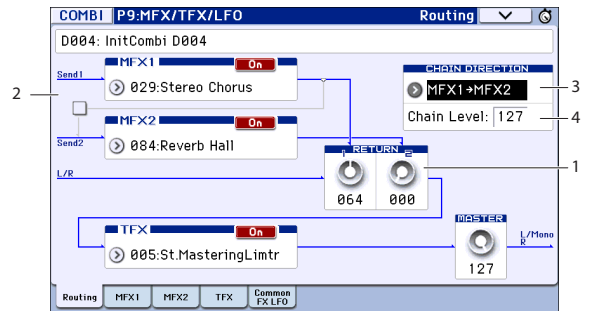 COMBI P9:MFX/TFX/LFO Routing
D004: InitCombi D004
MFX1 On
Send1
029:Stereo Chorus
CHAIN DIRECTION
MFX1→MFX2
3
2
Chain Level: 127
4
MFX2 On
Send2
084:Reverb Hall
RETURN
1 2
1
L/R
064 000
TFX On
005:St.MasteringLimtr
MASTER
127
L/Mono
R
Routing MFX1 MFX2 TFX Common
FX LFO